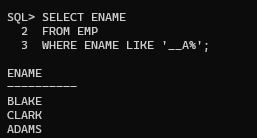 SQL> SELECT ENAME
  2  FROM EMP
  3  WHERE ENAME LIKE '__A%';
ENAME
----------
BLAKE
CLARK
ADAMS